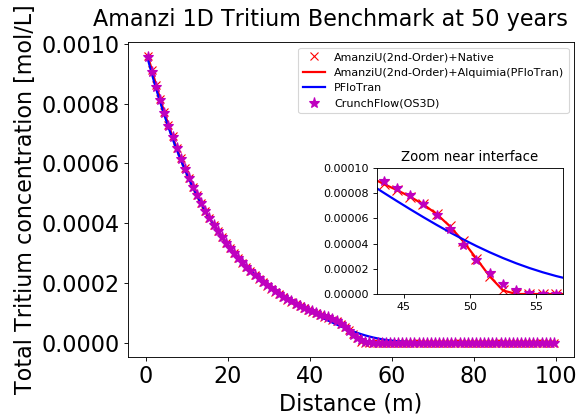 Amanzi 1D Tritium Benchmark at 50 years
Total Tritium concentration [mol/L]
0.0010
0.0008
0.0006
0.0004
0.0002
0.0000
AmanziU(2nd-Order)+Native
AmanziU(2nd-Order)+Alquimia(PFloTran)
PFloTran
CrunchFlow(OS3D)
Zoom near interface
0.00010
0.00008
0.00006
0.00004
0.00002
0.00000
45 50 55
0 20 40 60 80 100
Distance (m)